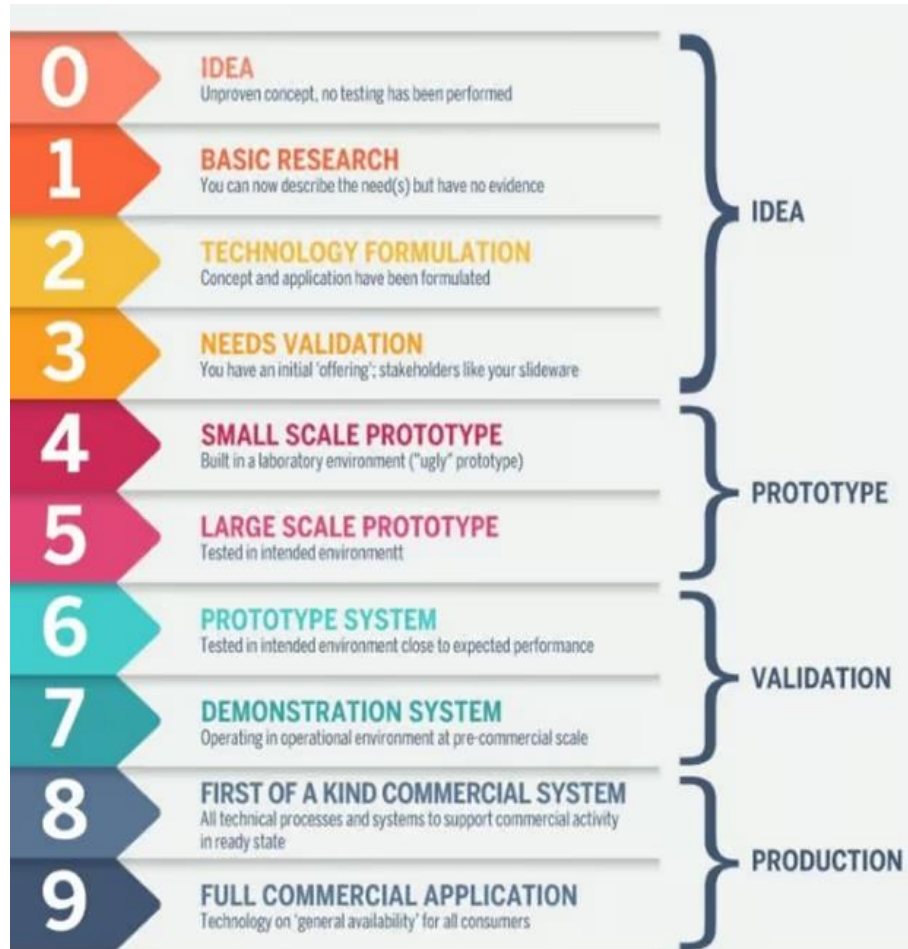 0
IDEA
Unproven concept, no testing has been performed
1
BASIC RESEARCH
You can now describe the need(s) but have no evidence
IDEA
2
TECHNOLOGY FORMULATION
Concept and application have been formulated
3
NEEDS VALIDATION
You have an initial 'offering'; stakeholders like your slideware
4
SMALL SCALE PROTOTYPE
Built in a laboratory environment ("ugly" prototype)
PROTOTYPE
5
LARGE SCALE PROTOTYPE
Tested in intended environmentt
6
PROTOTYPE SYSTEM
Tested in intended environment close to expected performance
VALIDATION
7
DEMONSTRATION SYSTEM
Operating in operational environment at pre-commercial scale
8
FIRST OF A KIND COMMERCIAL SYSTEM
All technical processes and systems to support commercial activity
in ready state
PRODUCTION
9
FULL COMMERCIAL APPLICATION
Technology on 'general availability' for all consumers